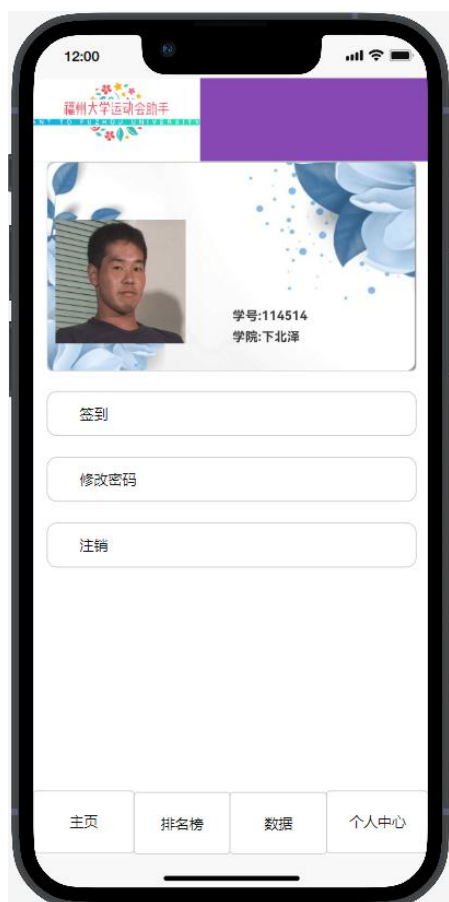 12:00
福州大学运动会助手
学号:114514
学院:下北泽
签到
修改密码
注销
主页
排名榜
数据
个人中心